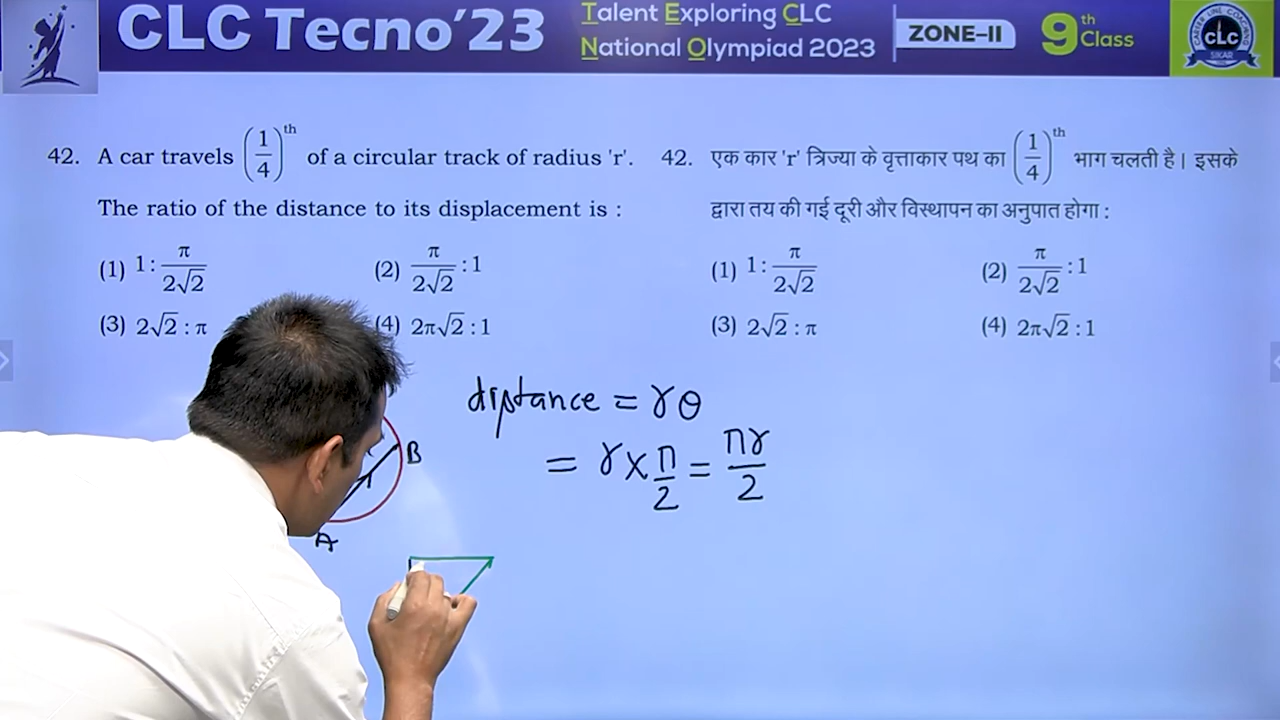 CLC Tecno'23
Talent Exploring CLC
National Olympiad 2023
ZONE–II
9th Class
CAREER LINE COACHING
CLC
SIKAR
42. A car travels (1/4)th of a circular track of radius 'r'.
The ratio of the distance to its displacement is :
(1) 1 : π/2√2
(2) π/2√2 : 1
(3) 2√2 : π
(4) 2π√2 : 1
42. एक कार 'r' त्रिज्या के वृत्ताकार पथ का (1/4)th भाग चलती है। इसके
द्वारा तय की गई दूरी और विस्थापन का अनुपात होगा :
(1) 1 : π/2√2
(2) π/2√2 : 1
(3) 2√2 : π
(4) 2π√2 : 1
distance = rθ
= r × π/2 = πr/2
B
A